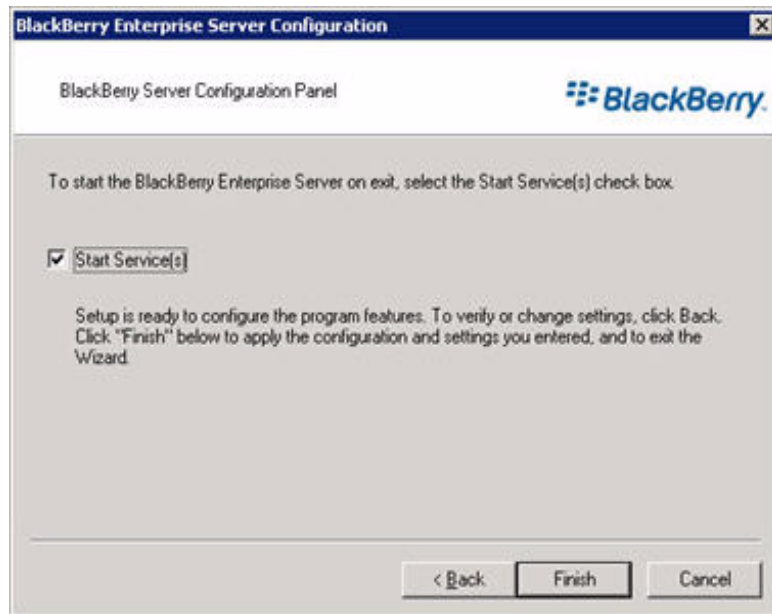 BlackBerry Enterprise Server Configuration
BlackBerry Server Configuration Panel
BlackBerry.
To start the BlackBerry Enterprise Server on exit, select the Start Service(s) check box.
Start Service(s)
Setup is ready to configure the program features. To verify or change settings, click Back.
Click "Finish" below to apply the configuration and settings you entered, and to exit the
Wizard.
< Back
Finish
Cancel